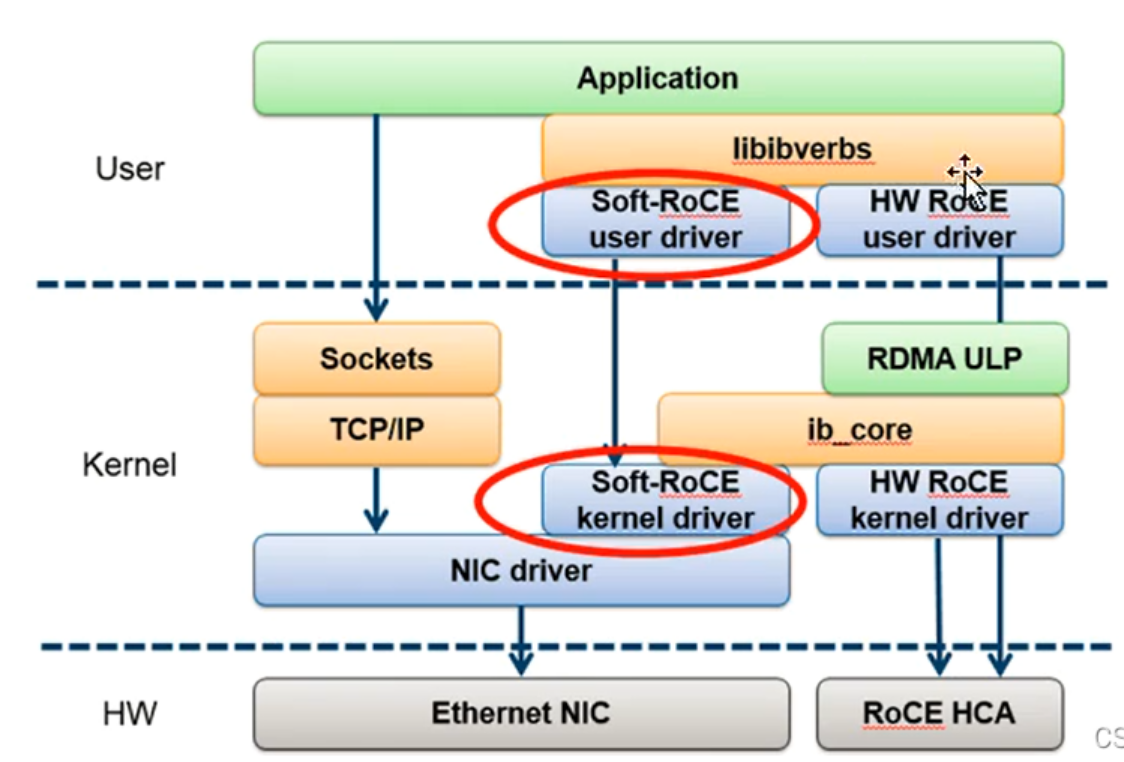 Application
User
libibverbs
Soft-RoCE
user driver
HW RoCE
user driver
Sockets
RDMA ULP
TCP/IP
ib_core
Kernel
Soft-RoCE
kernel driver
HW RoCE
kernel driver
NIC driver
HW
Ethernet NIC
RoCE HCA
CS